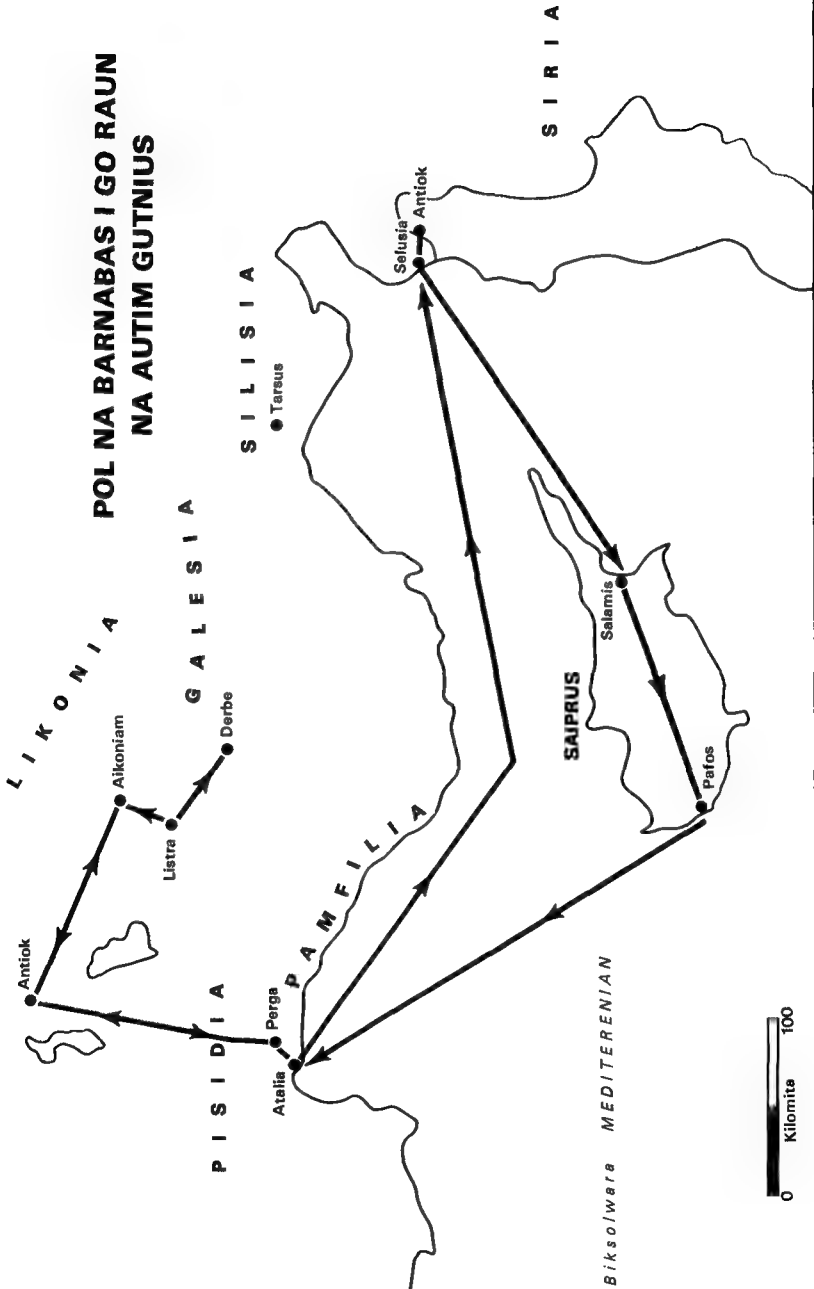 POL NA BARNABAS I GO RAUN
NA AUTIM GUTNIUS
LIKONIA
GALESIA
SILISIA
SIRIA
PISIDIA
PAMFILIA
Antiok
Aikoniam
Listra
Derbe
Tarsus
Perga
Atalia
Selusia
Antiok
SAIPRUS
Salamis
Pafos
Biksolwara MEDITERENIAN
0 100
Kilomita